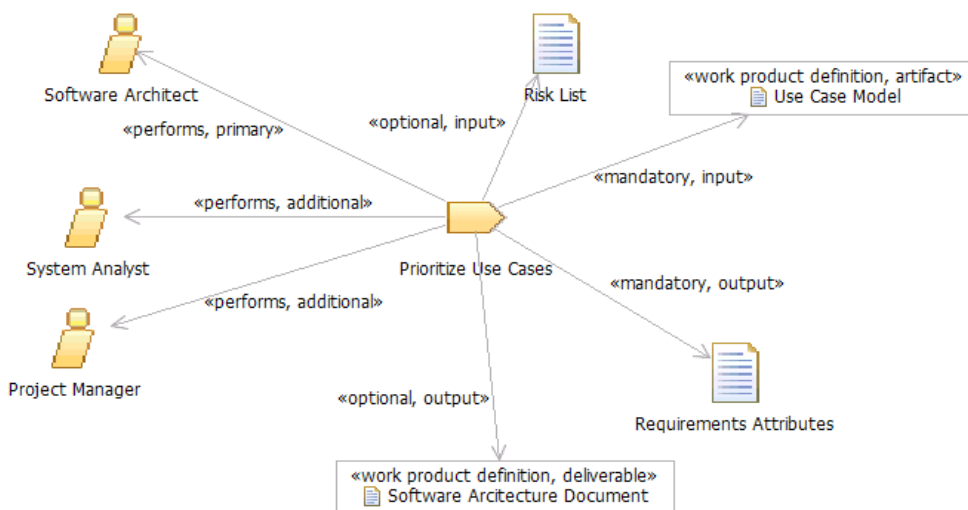 Software Architect
Risk List
«work product definition, artifact»
Use Case Model
«performs, primary»
«optional, input»
«mandatory, input»
«performs, additional»
System Analyst
Prioritize Use Cases
«mandatory, output»
«performs, additional»
Project Manager
«optional, output»
Requirements Attributes
«work product definition, deliverable»
Software Arcitecture Document